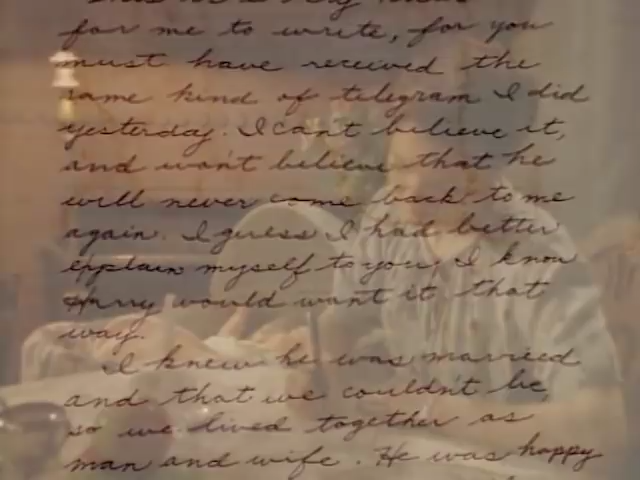 for me to write, for you
must have received the
same kind of telegram I did
yesterday. I can't believe it,
and won't believe that he
will never come back to me
again. I guess I had better
explain myself to you. I know
Harry would want it that
way.
I knew he was married
and that we couldn't be,
so we lived together as
man and wife. He was happy